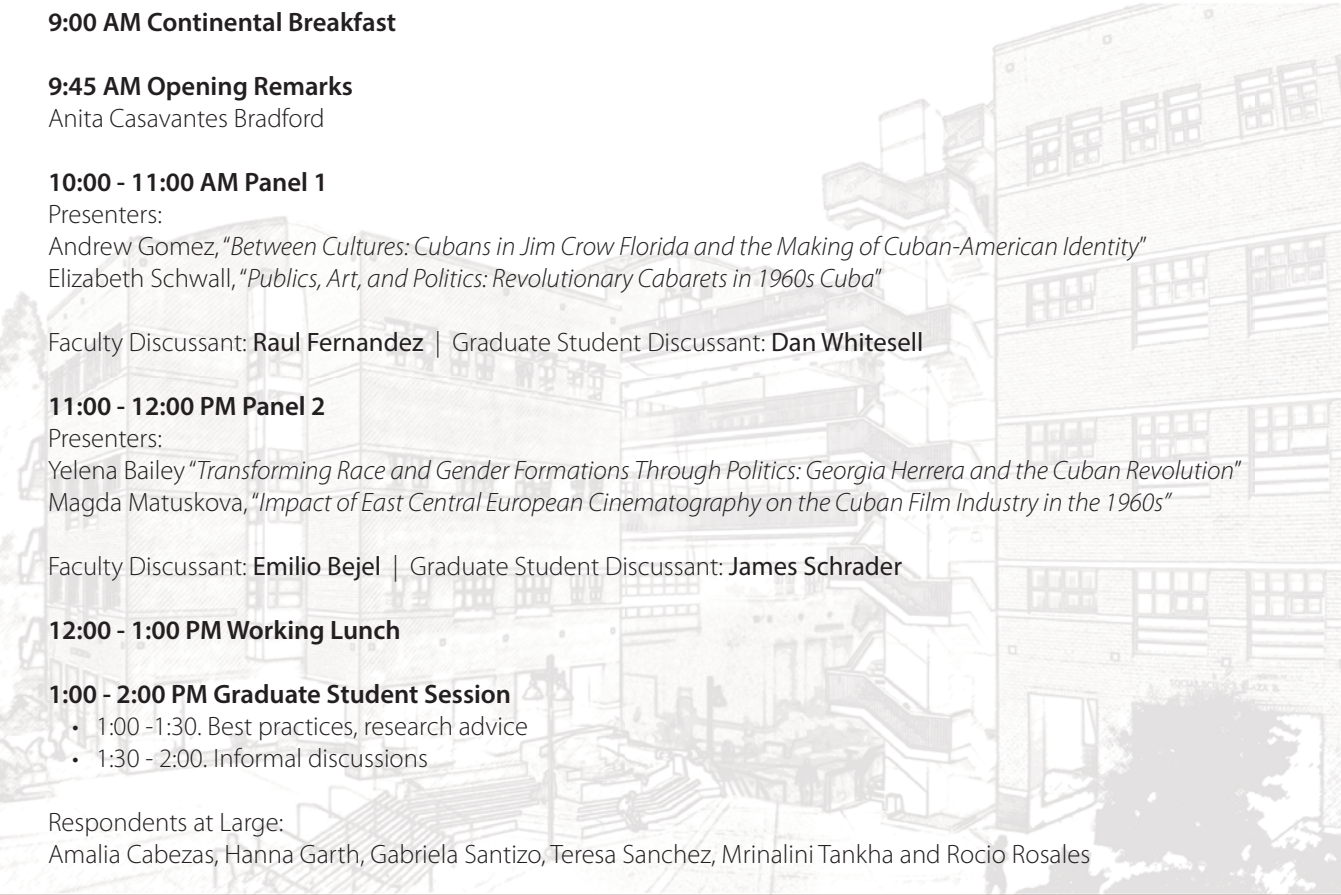 9:00 AM Continental Breakfast
9:45 AM Opening Remarks
Anita Casavantes Bradford
10:00 - 11:00 AM Panel 1
Presenters:
Andrew Gomez, “Between Cultures: Cubans in Jim Crow Florida and the Making of Cuban-American Identity”
Elizabeth Schwall, “Publics, Art, and Politics: Revolutionary Cabarets in 1960s Cuba”
Faculty Discussant: Raul Fernandez | Graduate Student Discussant: Dan Whitesell
11:00 - 12:00 PM Panel 2
Presenters:
Yelena Bailey “Transforming Race and Gender Formations Through Politics: Georgia Herrera and the Cuban Revolution”
Magda Matuskova, “Impact of East Central European Cinematography on the Cuban Film Industry in the 1960s”
Faculty Discussant: Emilio Bejel | Graduate Student Discussant: James Schrader
12:00 - 1:00 PM Working Lunch
1:00 - 2:00 PM Graduate Student Session
• 1:00 -1:30. Best practices, research advice
• 1:30 - 2:00. Informal discussions
SOCIAL SCIENCE PLAZA B
Respondents at Large:
Amalia Cabezas, Hanna Garth, Gabriela Santizo, Teresa Sanchez, Mrinalini Tankha and Rocio Rosales